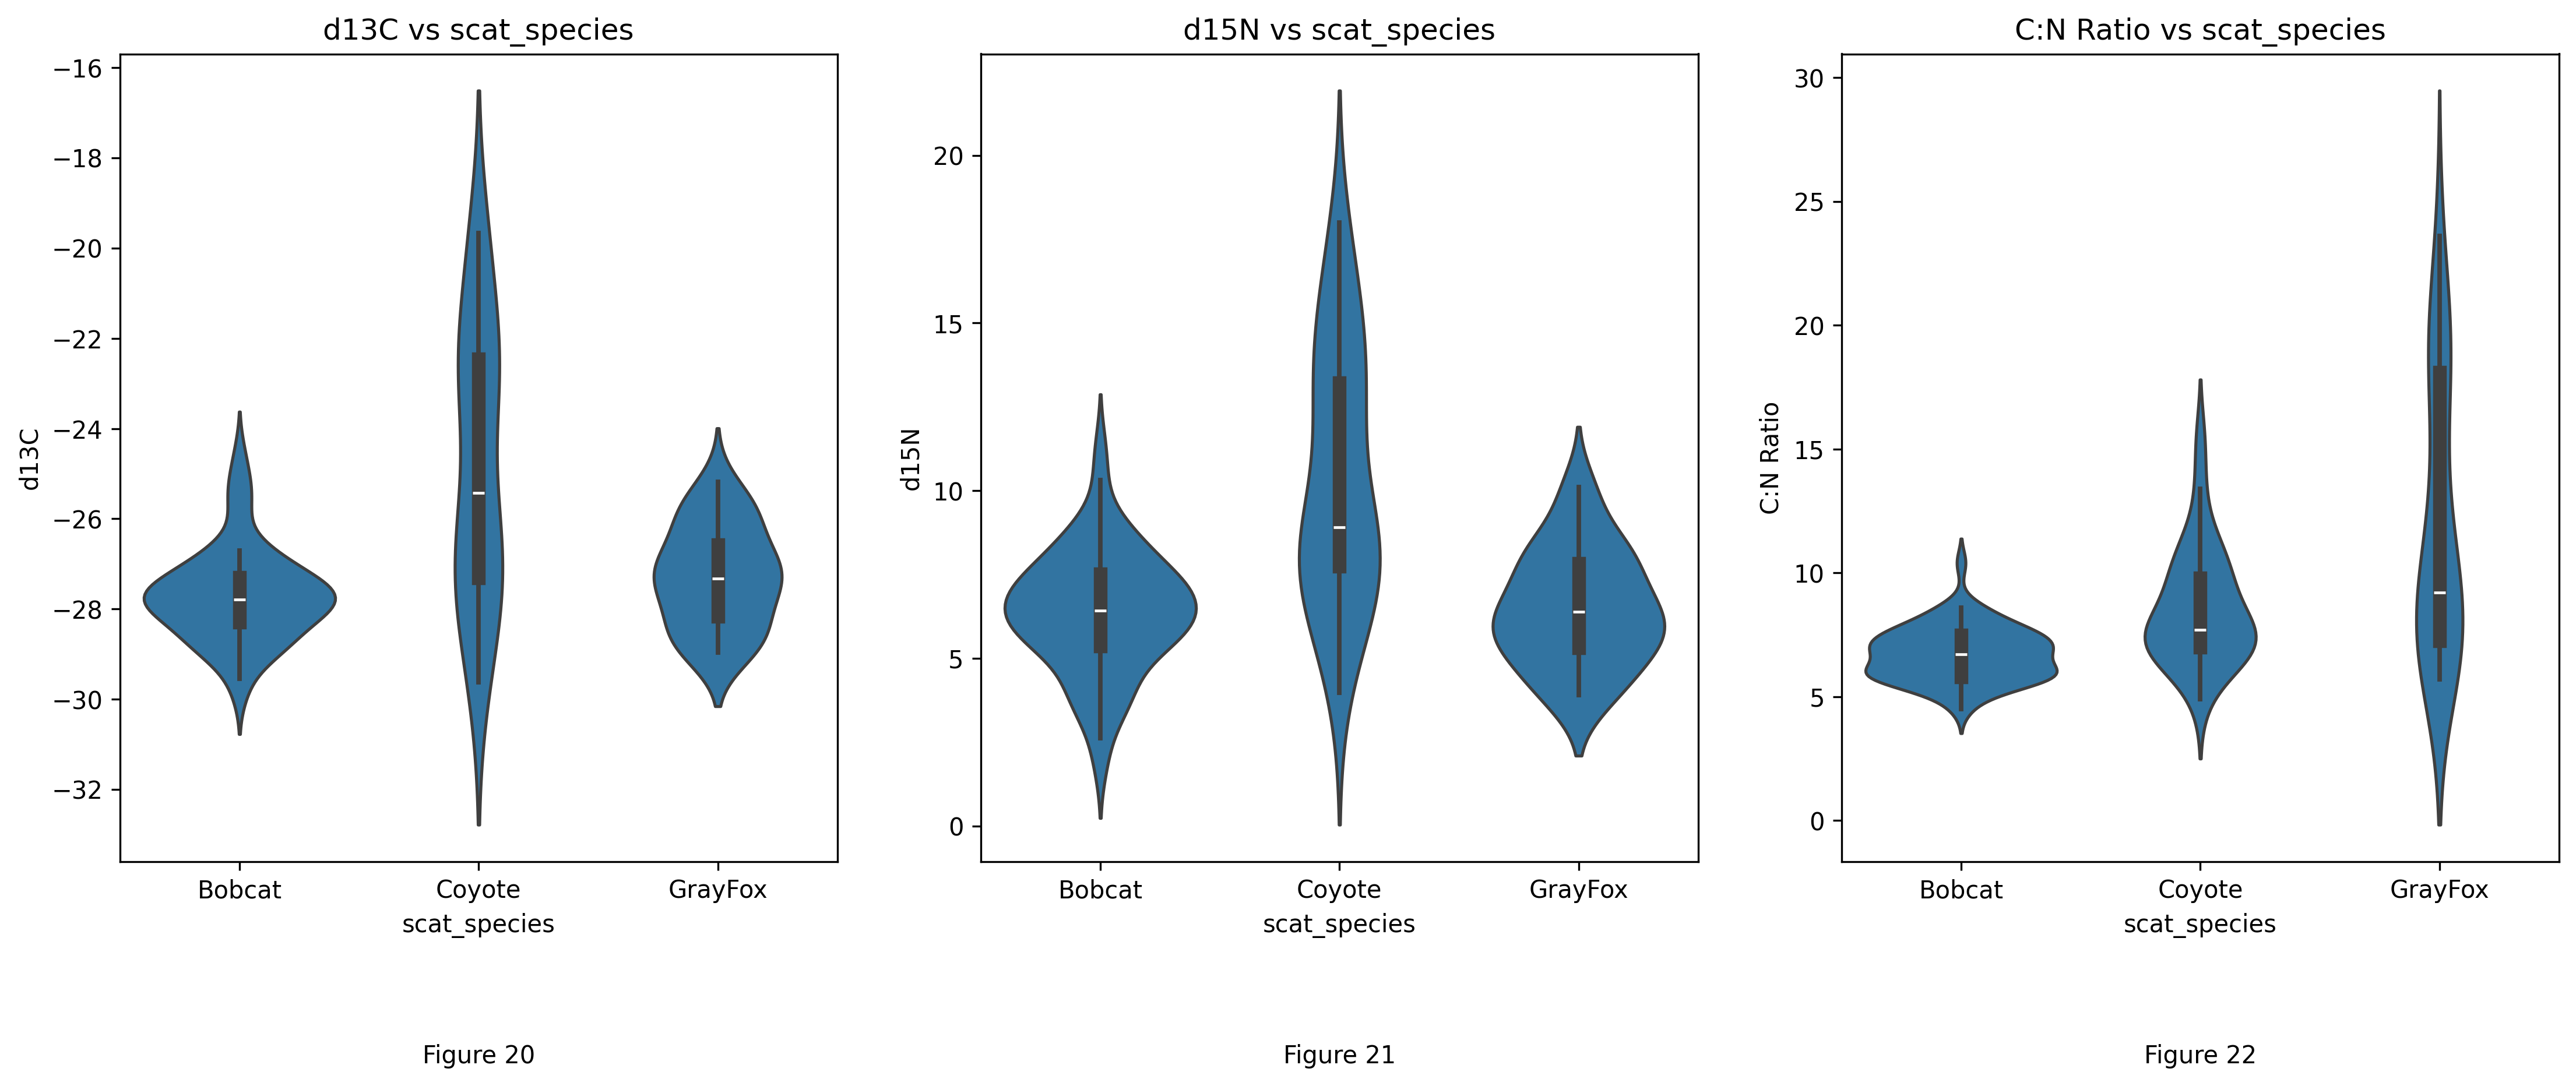 d13C vs scat_species
−16
−18
−20
−22
−24
−26
−28
−30
−32
d13C
Bobcat Coyote GrayFox
scat_species
Figure 20
d15N vs scat_species
20
15
10
5
0
d15N
Bobcat Coyote GrayFox
scat_species
Figure 21
C:N Ratio vs scat_species
30
25
20
15
10
5
0
C:N Ratio
Bobcat Coyote GrayFox
scat_species
Figure 22